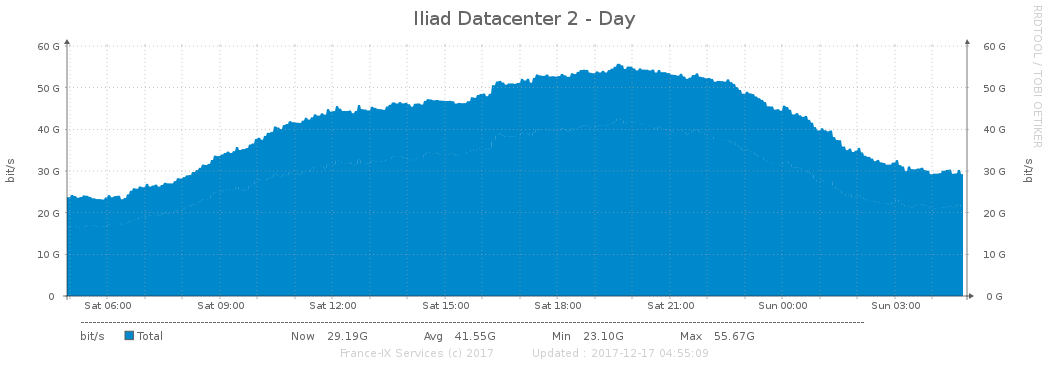 Iliad Datacenter 2 - Day
RRDTOOL / TOBI OETIKER
60 G 60 G
50 G 50 G
40 G 40 G
30 G 30 G
20 G 20 G
10 G 10 G
0 0 G
bit/s bit/s
Sat 06:00 Sat 09:00 Sat 12:00 Sat 15:00 Sat 18:00 Sat 21:00 Sun 00:00 Sun 03:00
bit/s Total Now 29.19G Avg 41.55G Min 23.10G Max 55.67G
France-IX Services (c) 2017 Updated : 2017-12-17 04:55:09